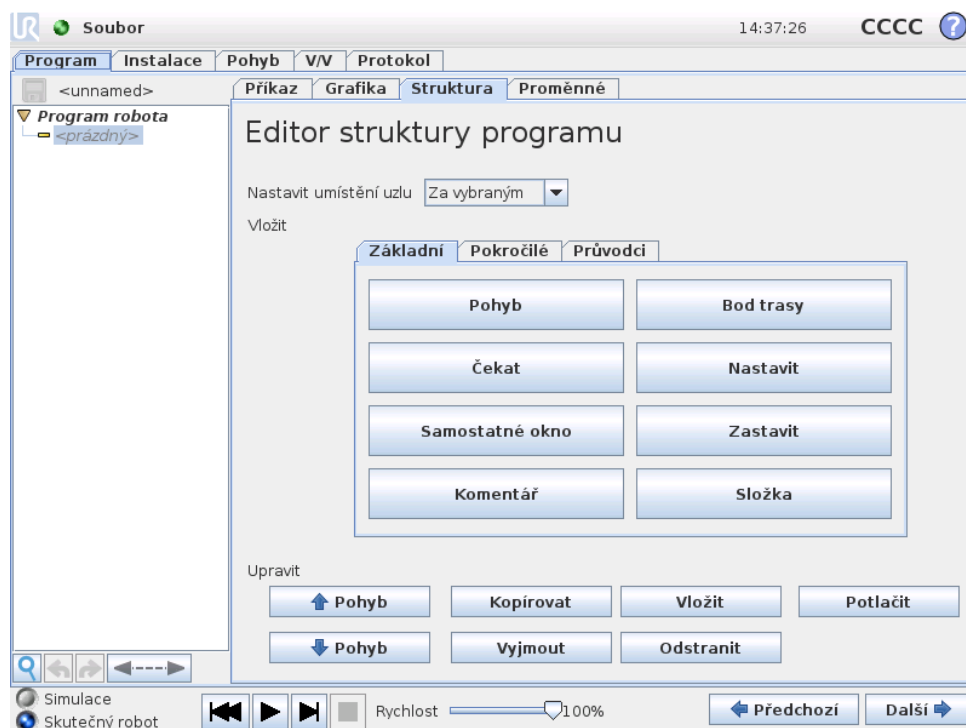 UR Soubor 14:37:26 CCCC ?
Program Instalace Pohyb V/V Protokol
<unnamed>
Příkaz Grafika Struktura Proměnné
Program robota
<prázdný>
Editor struktury programu
Nastavit umístění uzlu Za vybraným
Vložit
Základní Pokročilé Průvodci
Pohyb Bod trasy
Čekat Nastavit
Samostatné okno Zastavit
Komentář Složka
Upravit
Pohyb Kopírovat Vložit Potlačit
Pohyb Vyjmout Odstranit
Simulace
Skutečný robot
Rychlost 100%
Předchozí Další